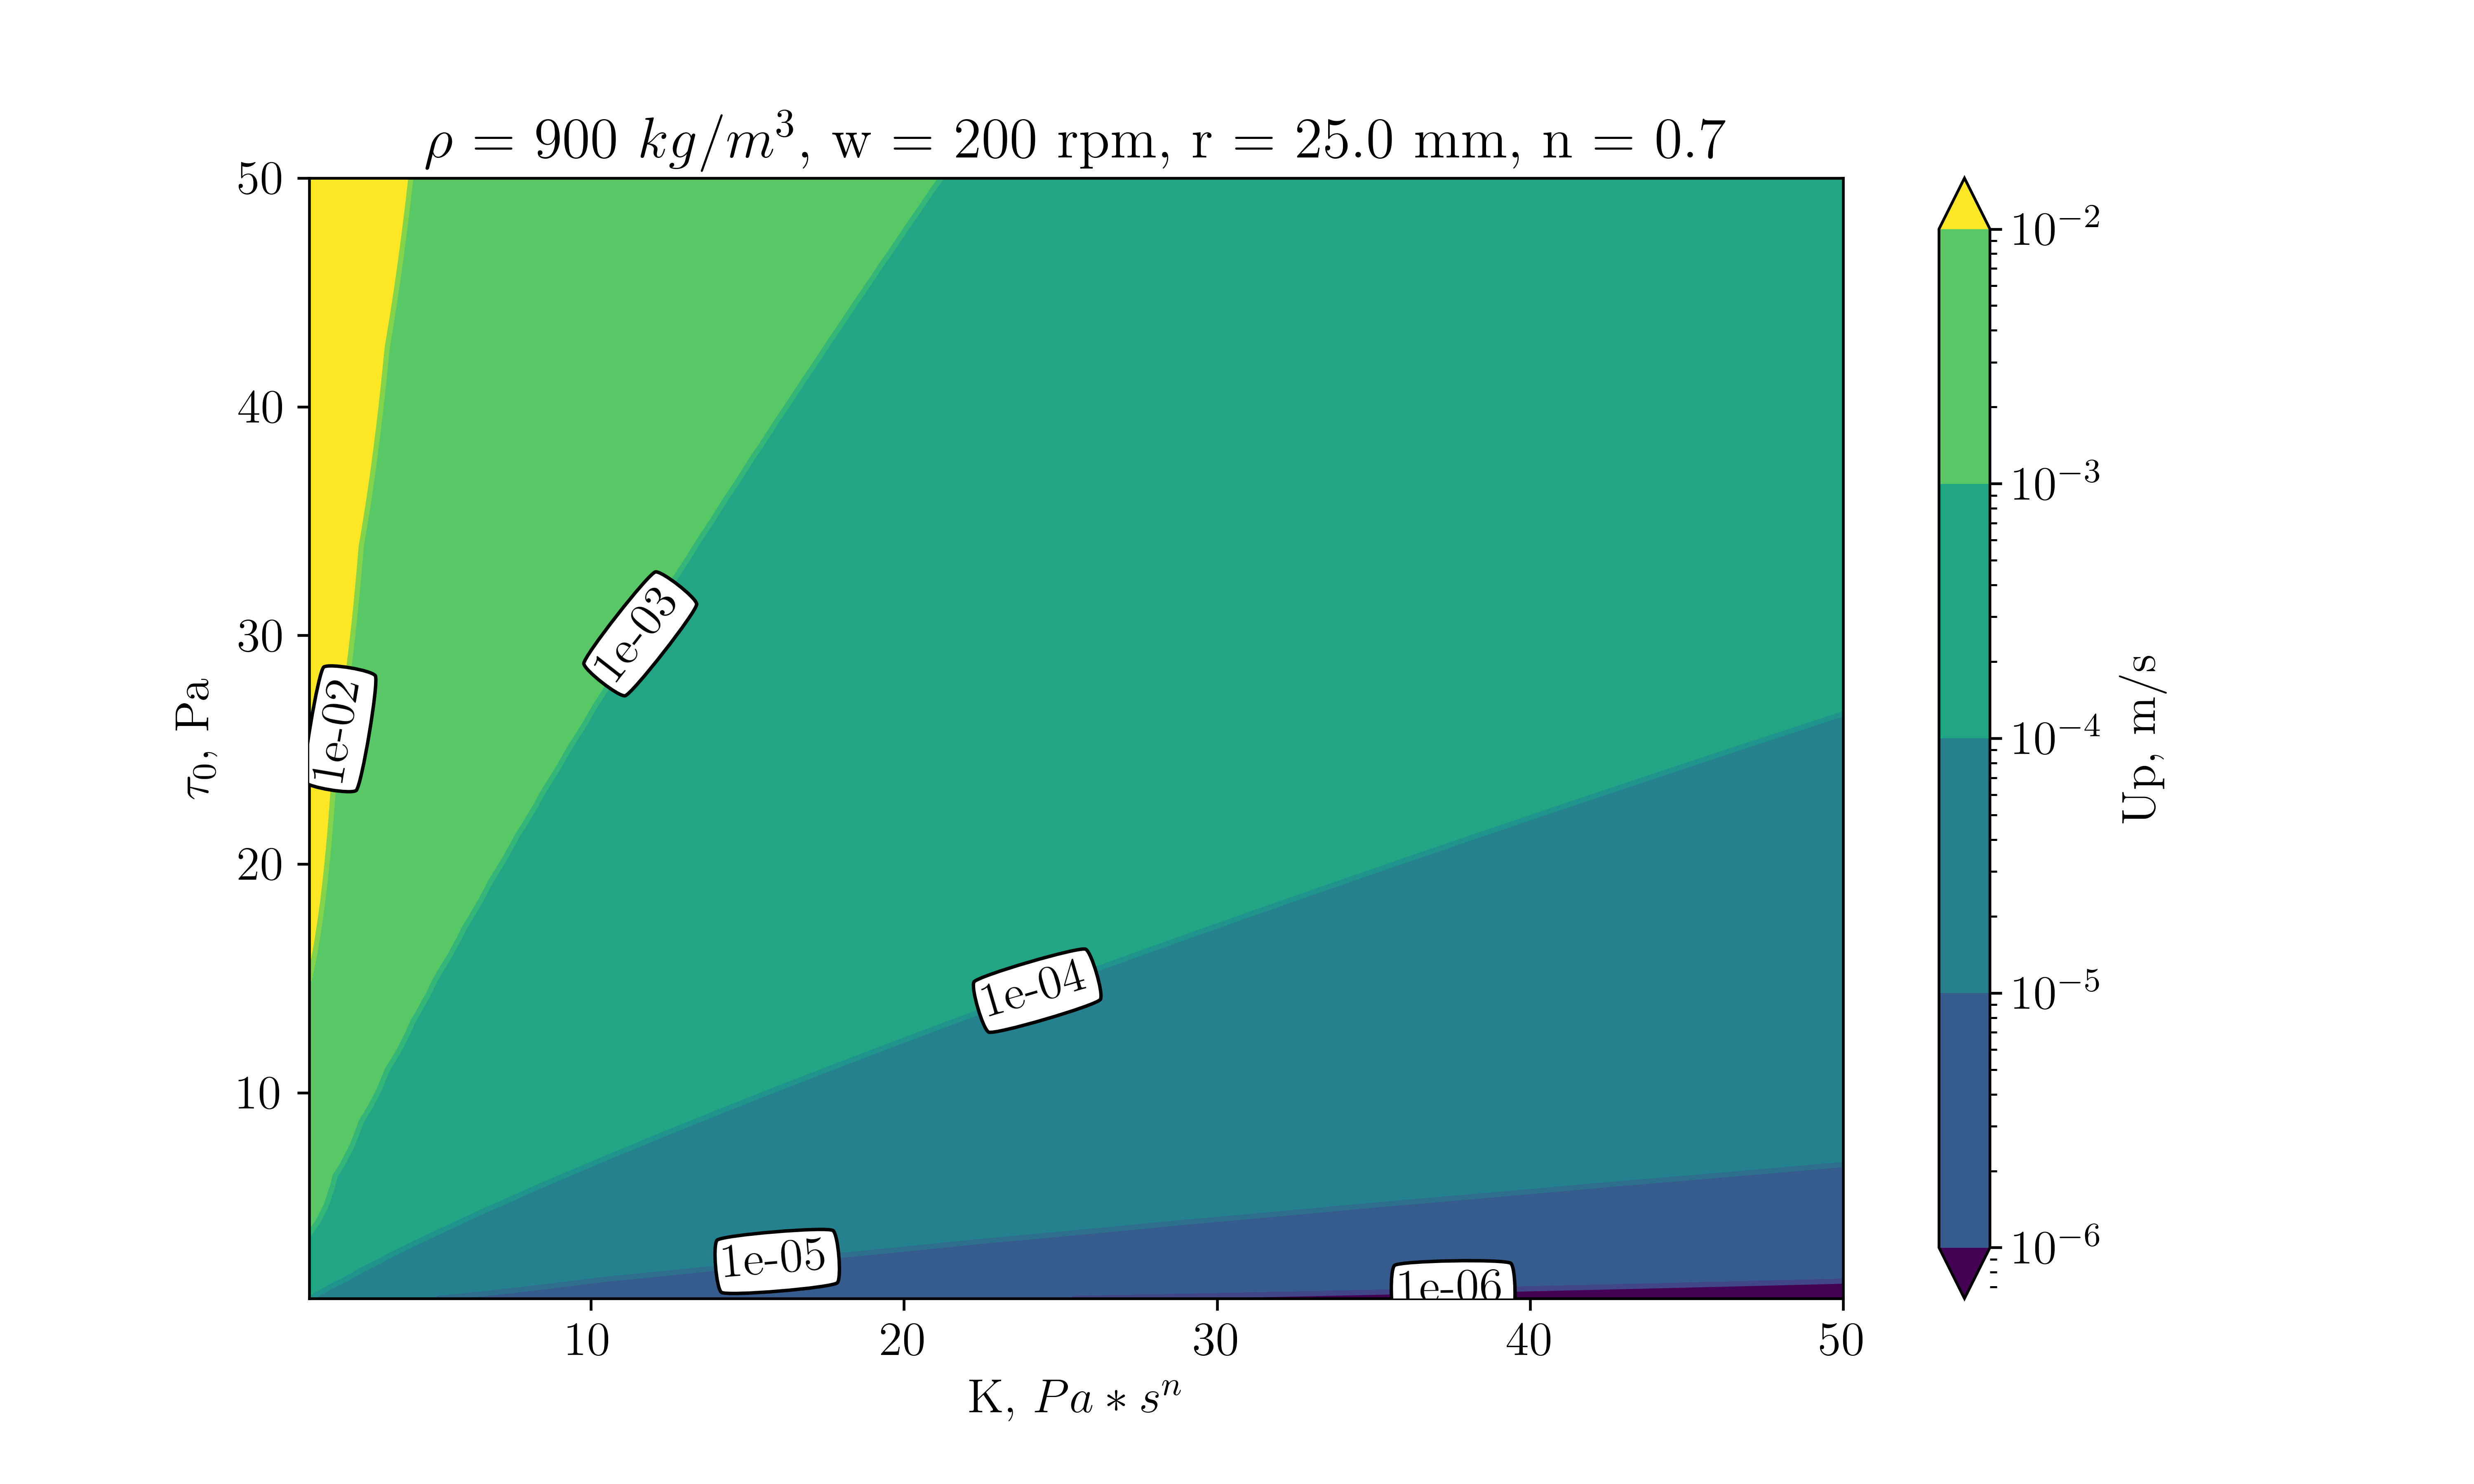 ρ = 900 kg/m³, w = 200 rpm, r = 25.0 mm, n = 0.7
50
40
30
20
10
τ₀, Pa
1e-02
1e-03
1e-04
1e-05
1e-06
10
20
30
40
50
K, Pa * sⁿ
10⁻²
10⁻³
10⁻⁴
10⁻⁵
10⁻⁶
Up, m/s